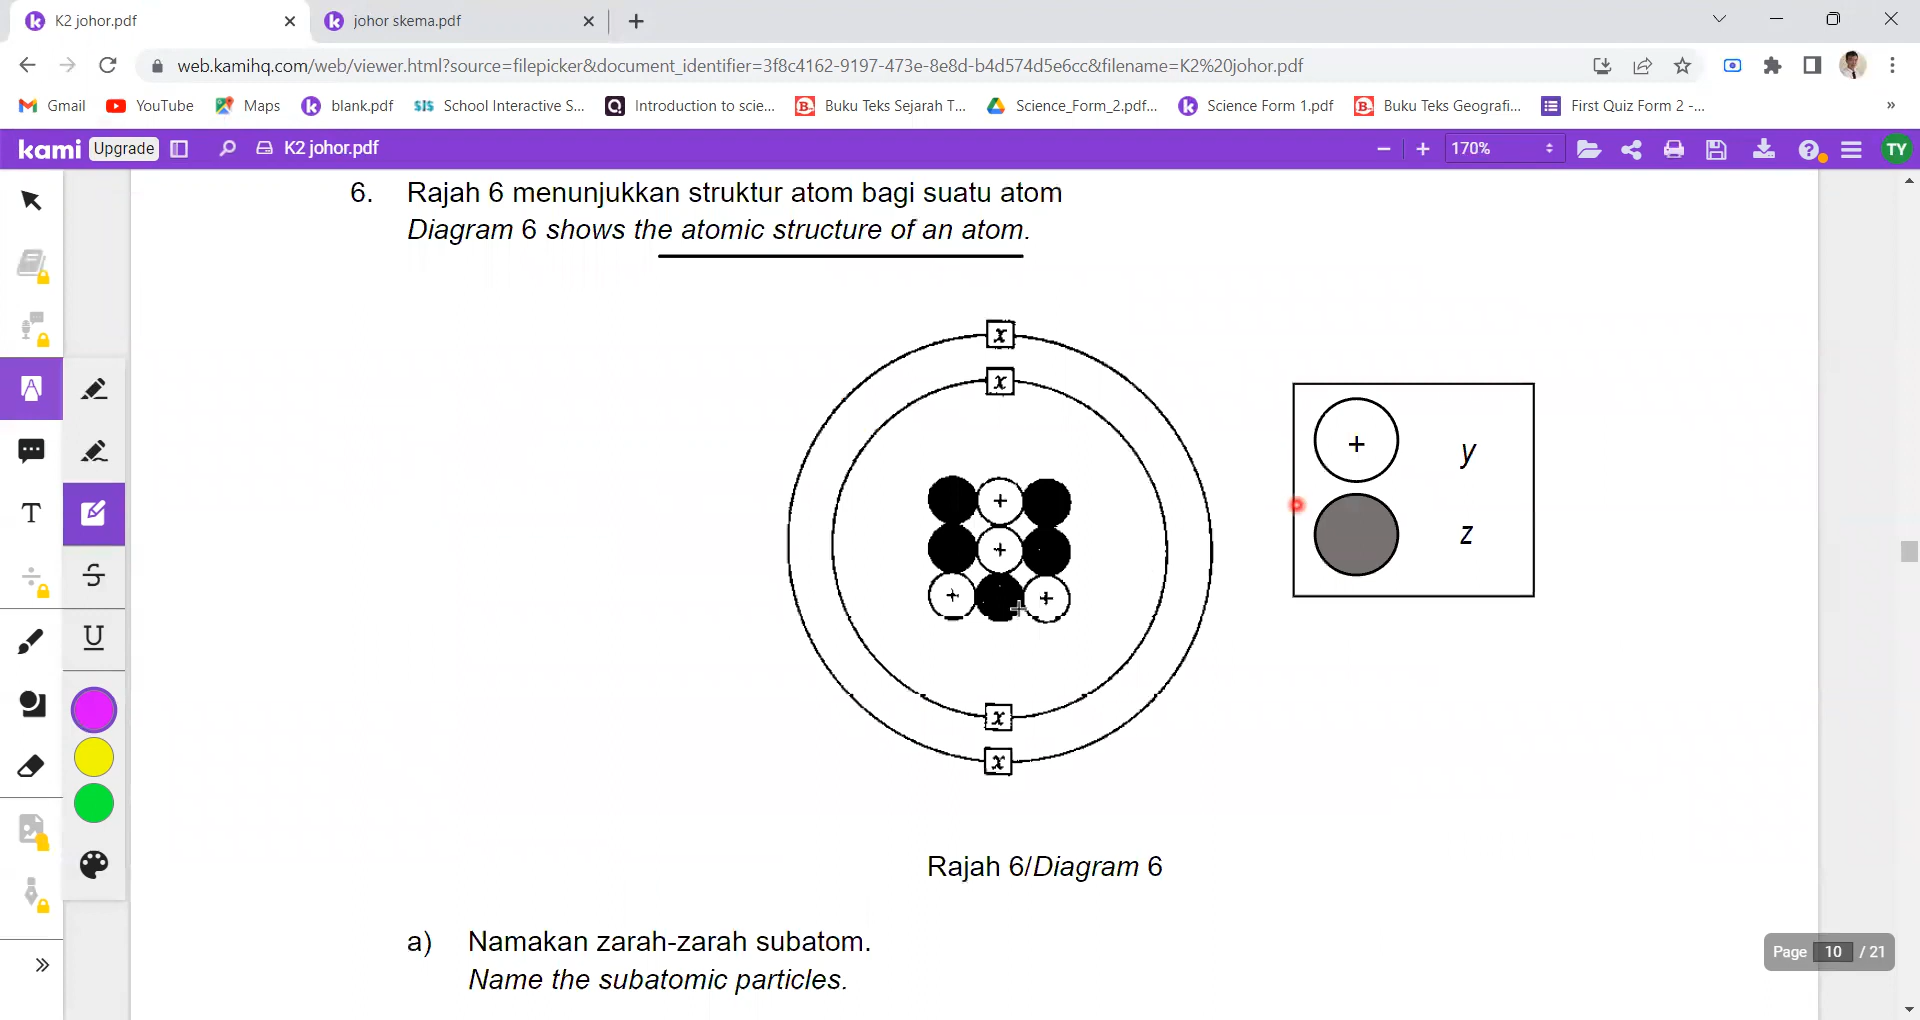 K2 johor.pdf
johor skema.pdf
web.kamihq.com/web/viewer.html?source=filepicker&document_identifier=3f8c4162-9197-473e-8e8d-b4d574d5e6cc&filename=K2%20johor.pdf
Gmail YouTube Maps blank.pdf SIS School Interactive S... Introduction to scie... Buku Teks Sejarah T... Science_Form_2.pdf... Science Form 1.pdf Buku Teks Geografi... First Quiz Form 2 -... »
kami Upgrade K2 johor.pdf 170% TY
6. Rajah 6 menunjukkan struktur atom bagi suatu atom
Diagram 6 shows the atomic structure of an atom.
x
x
+ y
+
+
z
+ +
x
x
Rajah 6/Diagram 6
a) Namakan zarah-zarah subatom.
Name the subatomic particles.
Page 10 / 21